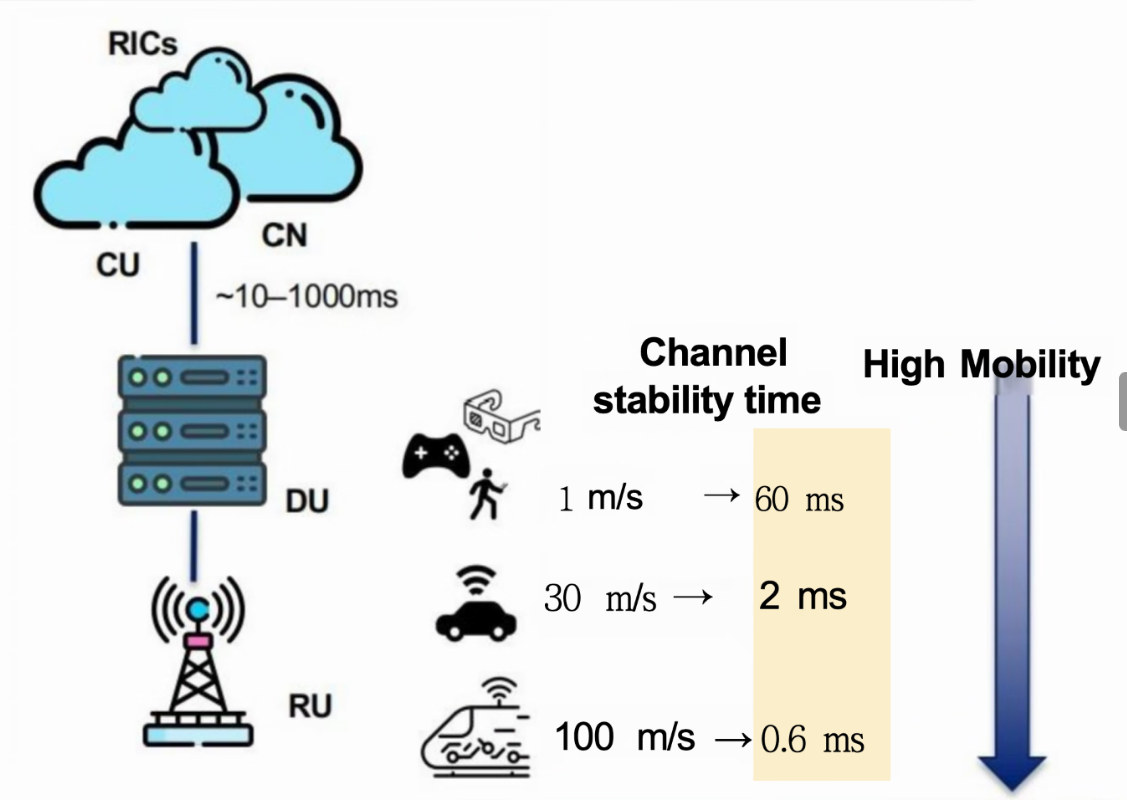 RICs
CN
CU
~10–1000ms
Channel
stability time
High Mobility
DU
1 m/s → 60 ms
30 m/s → 2 ms
RU
100 m/s → 0.6 ms